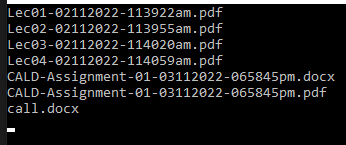 Lec01-02112022-113922am.pdf
Lec02-02112022-113955am.pdf
Lec03-02112022-114020am.pdf
Lec04-02112022-114059am.pdf
CALD-Assignment-01-03112022-065845pm.docx
CALD-Assignment-01-03112022-065845pm.pdf
call.docx